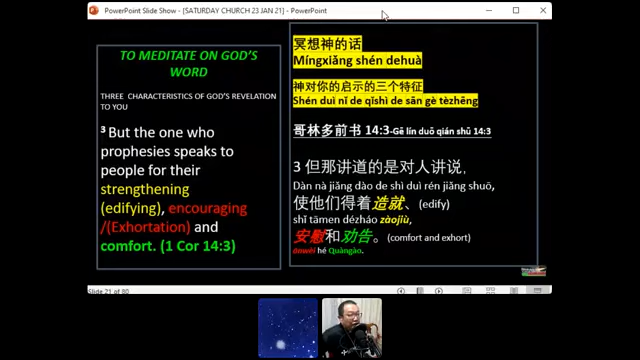 PowerPoint Slide Show - [SATURDAY CHURCH 23 JAN 21] - PowerPoint
TO MEDITATE ON GOD'S
WORD
THREE CHARACTERISTICS OF GOD'S REVELATION
TO YOU
3 But the one who
prophesies speaks to
people for their
strengthening
(edifying), encouraging
/(Exhortation) and
comfort. (1 Cor 14:3)
冥想神的话
Míngxiǎng shén dehuà
神对你的启示的三个特征
Shén duì nǐ de qǐshì de sān gè tèzhēng
哥林多前书 14:3-Gē lín duō qián shū 14:3
3 但那讲道的是对人讲说,
Dàn nà jiǎng dào de shì duì rén jiǎng shuō,
使他们得着造就、(edify)
shǐ tāmen dézháo zàojiù,
安慰和劝告。(comfort and exhort)
anwèi hé Quàngào.
Slide 21 of 80